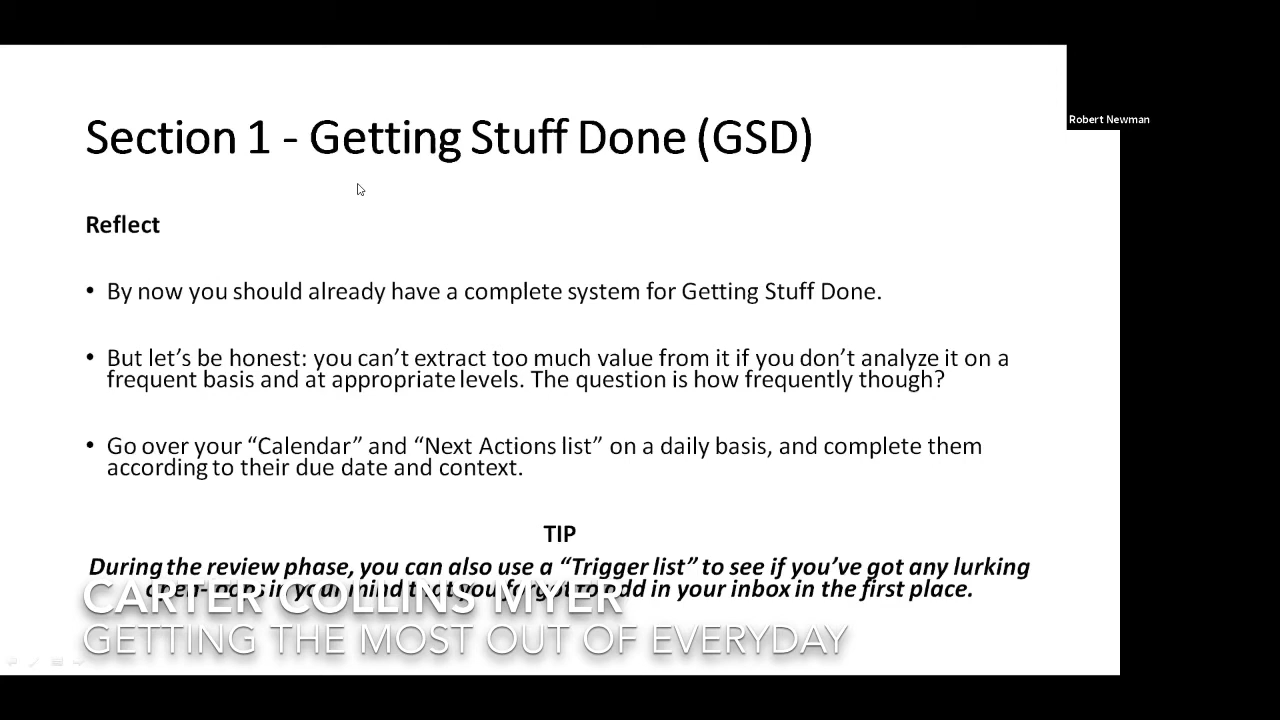 Section 1 - Getting Stuff Done (GSD)
Robert Newman
Reflect
• By now you should already have a complete system for Getting Stuff Done.
• But let’s be honest: you can’t extract too much value from it if you don’t analyze it on a
frequent basis and at appropriate levels. The question is how frequently though?
• Go over your “Calendar” and “Next Actions list” on a daily basis, and complete them
according to their due date and context.
TIP
During the review phase, you can also use a “Trigger list” to see if you’ve got any lurking
in your mind that you forgot to add in your inbox in the first place.
CARTER COLLINS MYER
GETTING THE MOST OUT OF EVERYDAY